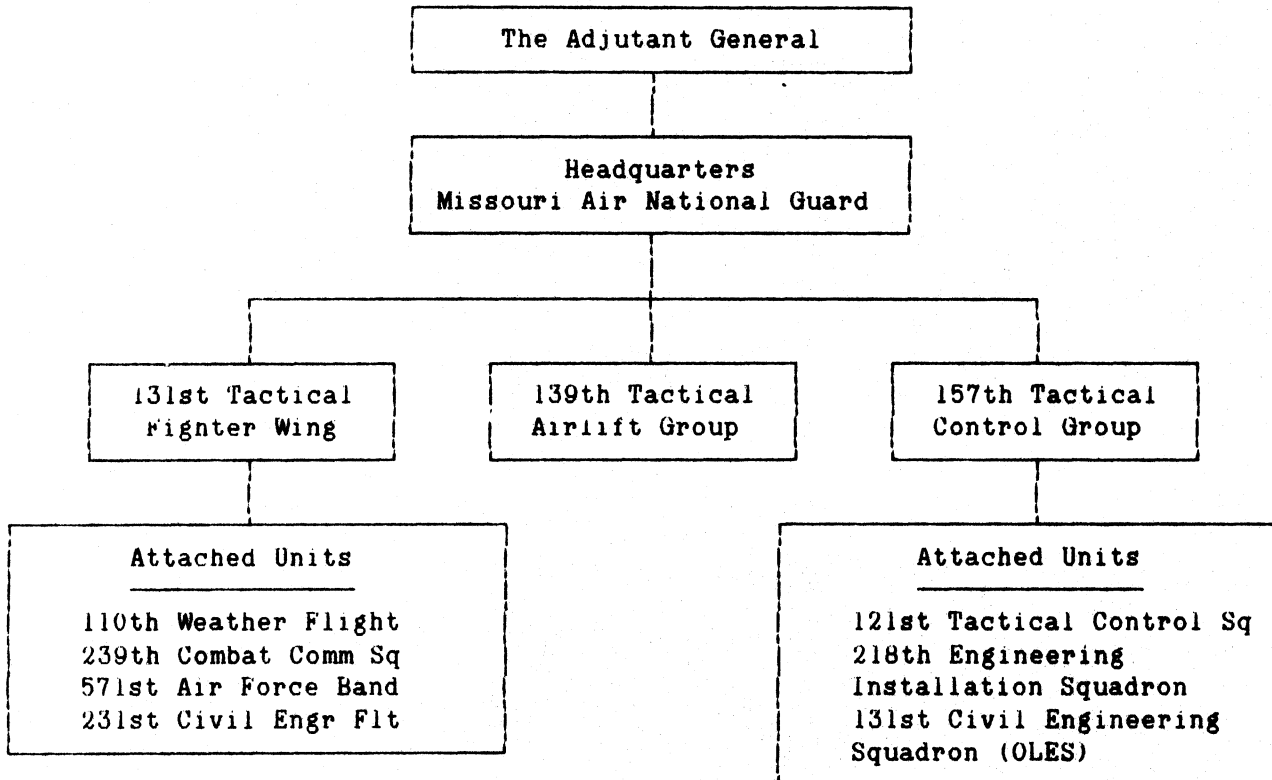 The Adjutant General
Headquarters
Missouri Air National Guard
131st Tactical
Fighter Wing
139th Tactical
Airlift Group
157th Tactical
Control Group
Attached Units
110th Weather Flight
239th Combat Comm Sq
571st Air Force Band
231st Civil Engr Flt
Attached Units
121st Tactical Control Sq
218th Engineering
Installation Squadron
131st Civil Engineering
Squadron (OLES)